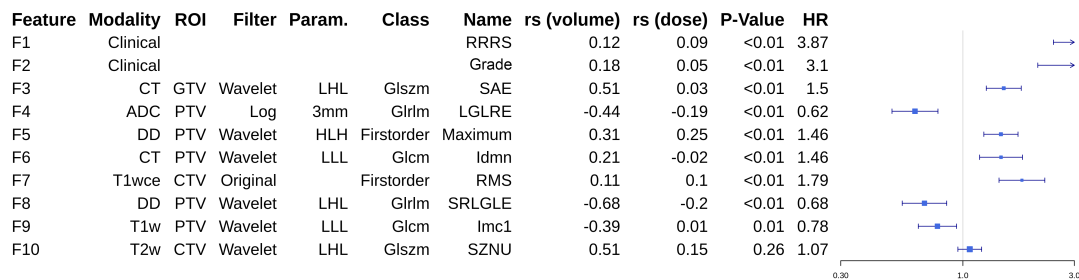 Feature Modality ROI Filter Param. Class Name rs (volume) rs (dose) P-Value HR
F1 Clinical RRRS 0.12 0.09 <0.01 3.87
F2 Clinical Grade 0.18 0.05 <0.01 3.1
F3 CT GTV Wavelet LHL Glszm SAE 0.51 0.03 <0.01 1.5
F4 ADC PTV Log 3mm Glrlm LGLRE -0.44 -0.19 <0.01 0.62
F5 DD PTV Wavelet HLH Firstorder Maximum 0.31 0.25 <0.01 1.46
F6 CT PTV Wavelet LLL Glcm Idmn 0.21 -0.02 <0.01 1.46
F7 T1wce CTV Original Firstorder RMS 0.11 0.1 <0.01 1.79
F8 DD PTV Wavelet LHL Glrlm SRLGLE -0.68 -0.2 <0.01 0.68
F9 T1w PTV Wavelet LLL Glcm Imc1 -0.39 0.01 0.01 0.78
F10 T2w CTV Wavelet LHL Glszm SZNU 0.51 0.15 0.26 1.07
0.30 1.0 3.0